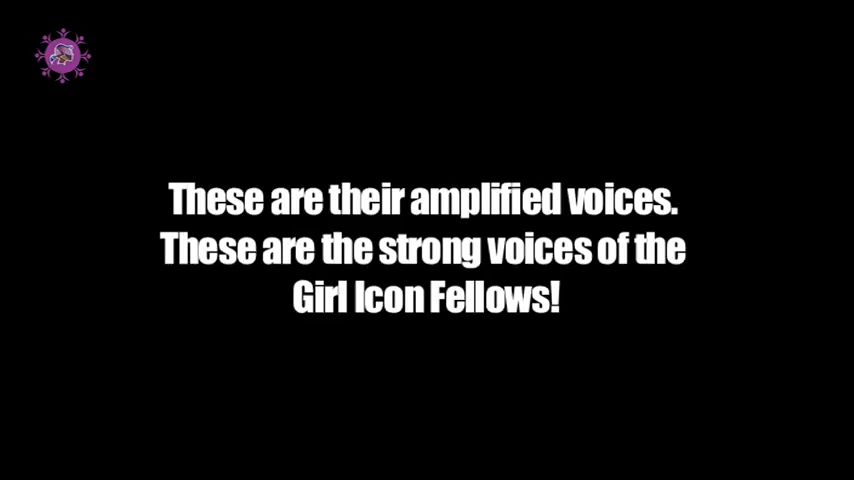 These are their amplified voices.
These are the strong voices of the
Girl Icon Fellows!